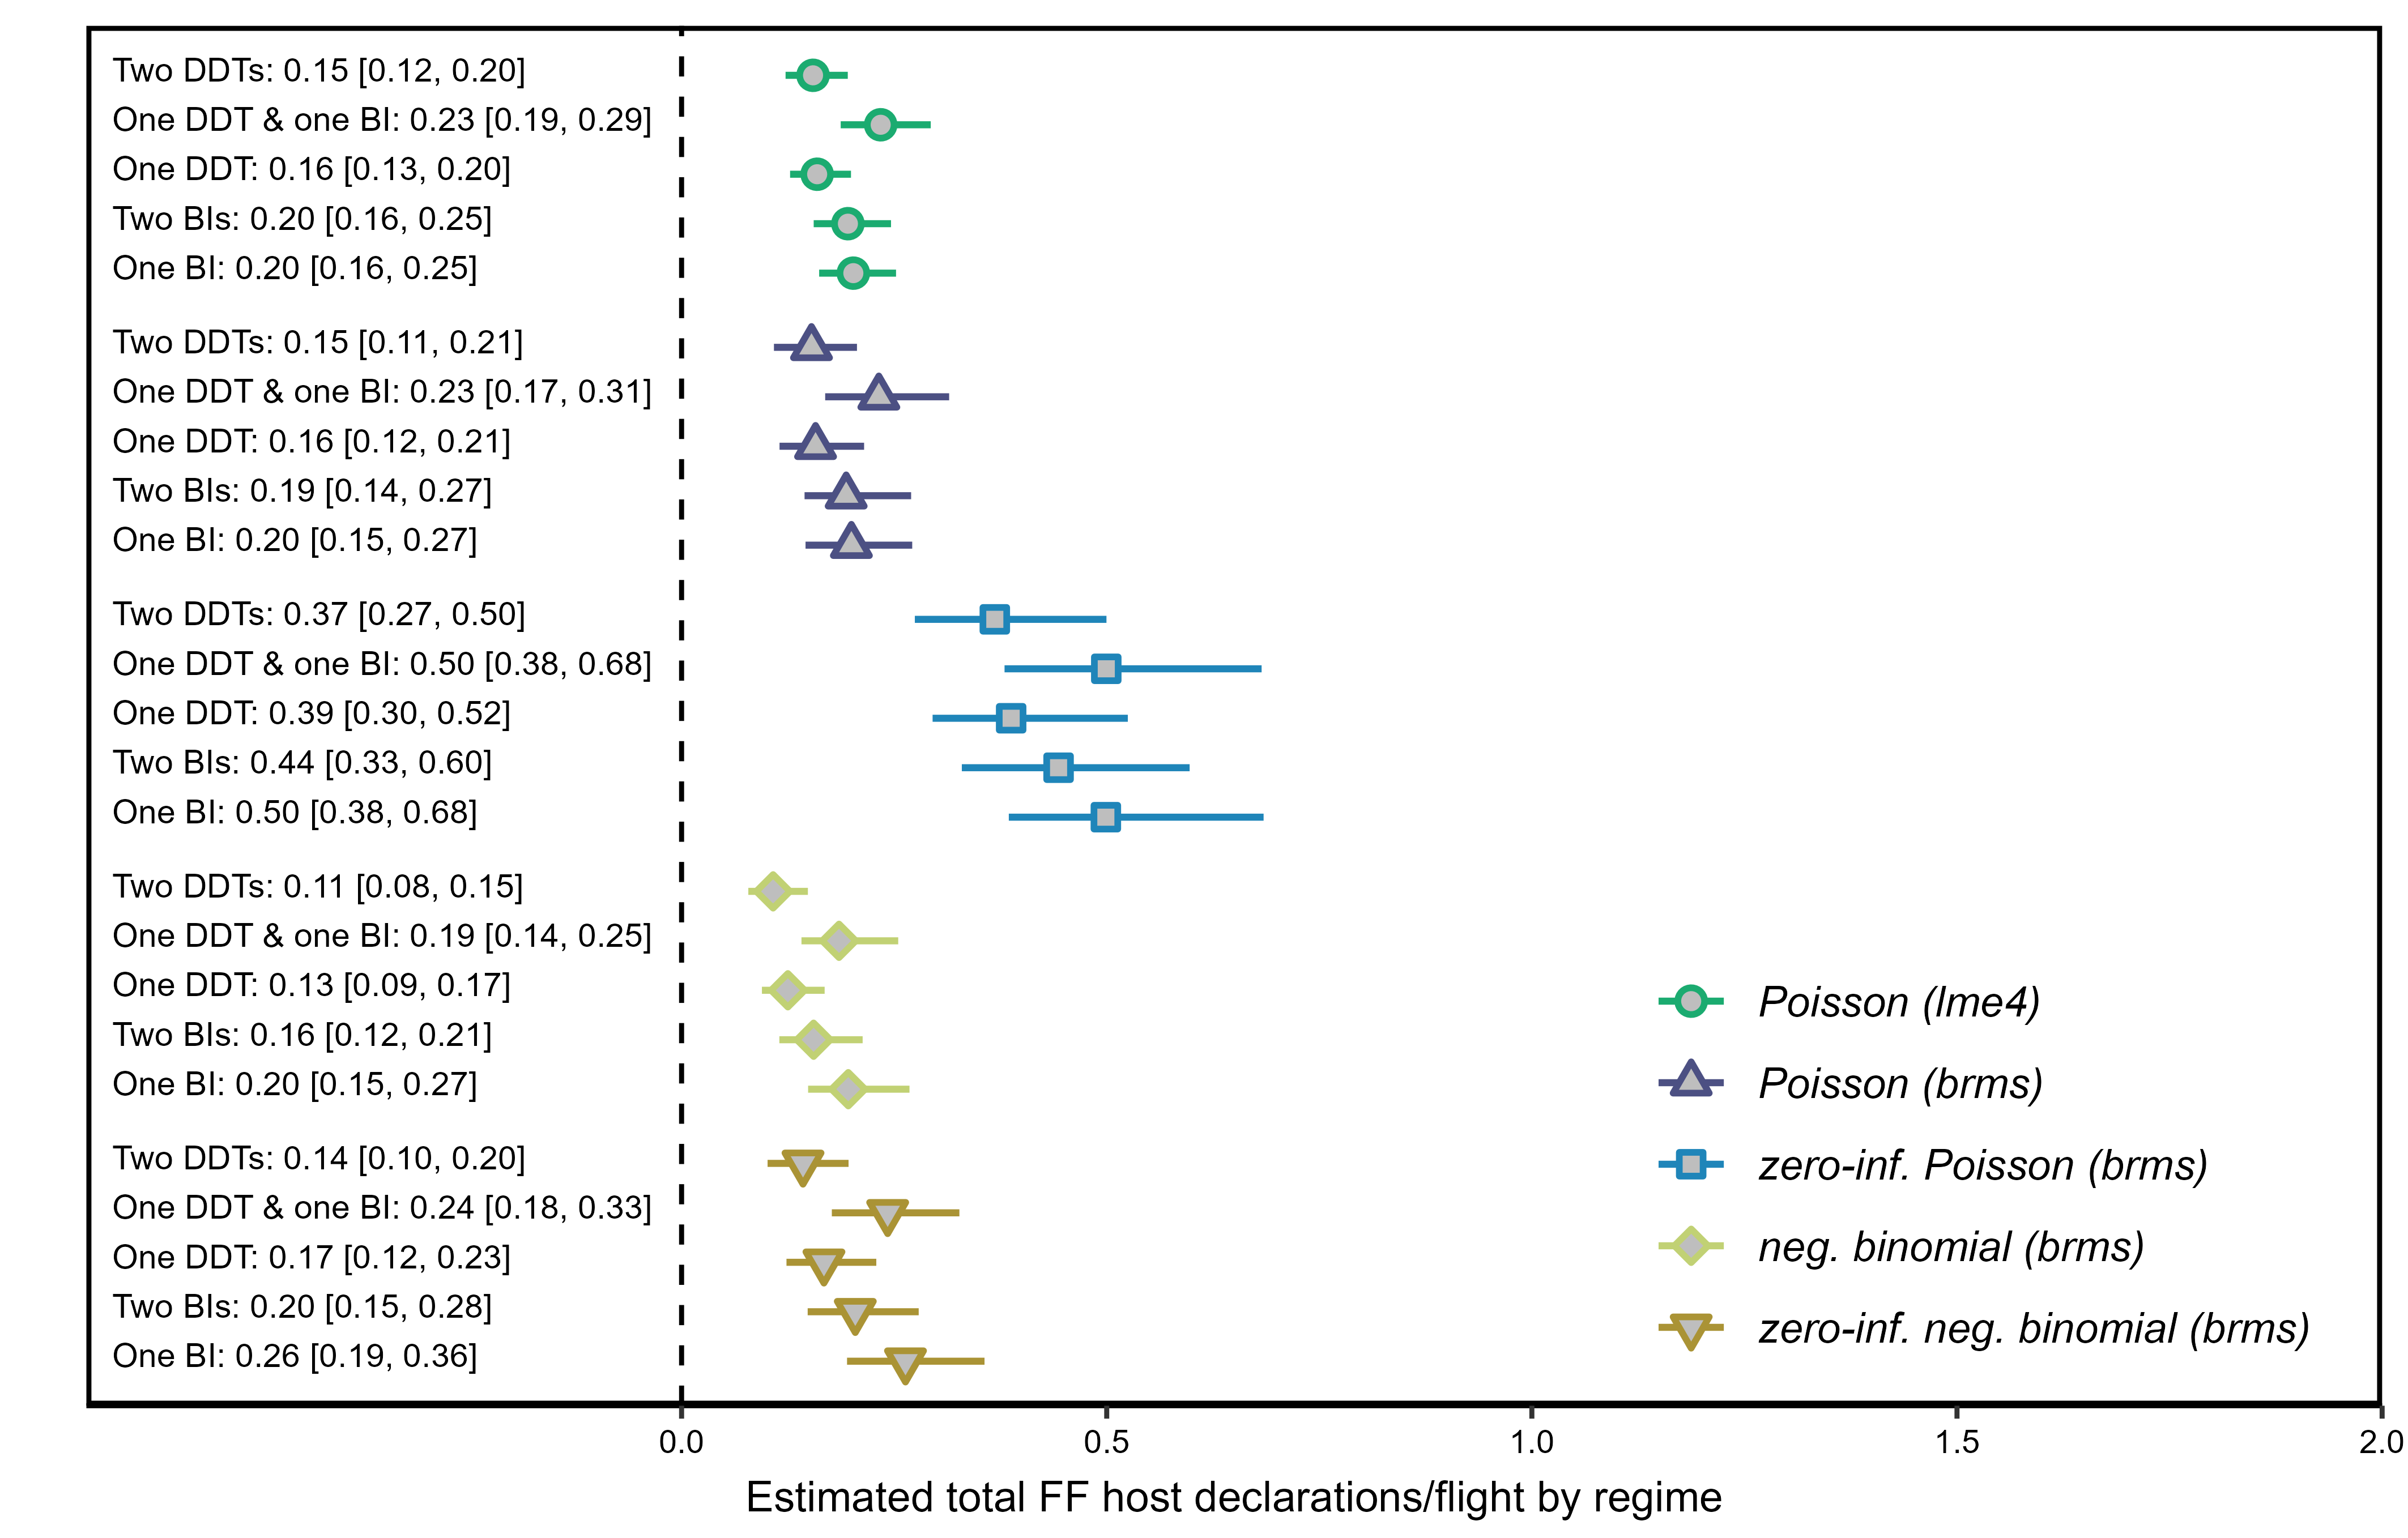 Two DDTs: 0.15 [0.12, 0.20]
One DDT & one BI: 0.23 [0.19, 0.29]
One DDT: 0.16 [0.13, 0.20]
Two BIs: 0.20 [0.16, 0.25]
One BI: 0.20 [0.16, 0.25]
Two DDTs: 0.15 [0.11, 0.21]
One DDT & one BI: 0.23 [0.17, 0.31]
One DDT: 0.16 [0.12, 0.21]
Two BIs: 0.19 [0.14, 0.27]
One BI: 0.20 [0.15, 0.27]
Two DDTs: 0.37 [0.27, 0.50]
One DDT & one BI: 0.50 [0.38, 0.68]
One DDT: 0.39 [0.30, 0.52]
Two BIs: 0.44 [0.33, 0.60]
One BI: 0.50 [0.38, 0.68]
Two DDTs: 0.11 [0.08, 0.15]
One DDT & one BI: 0.19 [0.14, 0.25]
One DDT: 0.13 [0.09, 0.17]
Two BIs: 0.16 [0.12, 0.21]
One BI: 0.20 [0.15, 0.27]
Two DDTs: 0.14 [0.10, 0.20]
One DDT & one BI: 0.24 [0.18, 0.33]
One DDT: 0.17 [0.12, 0.23]
Two BIs: 0.20 [0.15, 0.28]
One BI: 0.26 [0.19, 0.36]
Poisson (lme4)
Poisson (brms)
zero-inf. Poisson (brms)
neg. binomial (brms)
zero-inf. neg. binomial (brms)
0.0 0.5 1.0 1.5 2.0
Estimated total FF host declarations/flight by regime